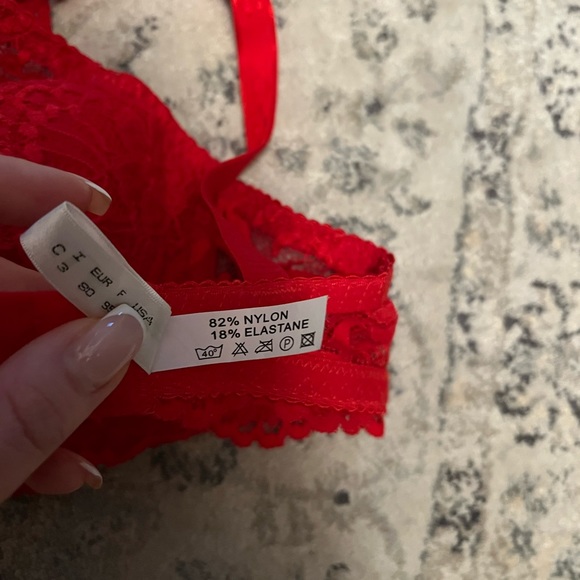 I EUR F USA
C 3 80
82% NYLON
18% ELASTANE
40°
P